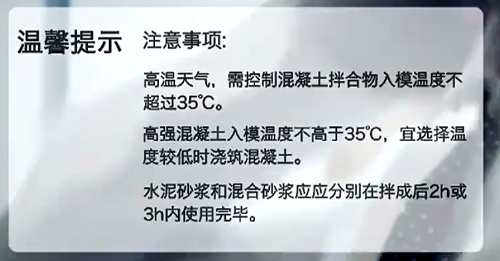 温馨提示
注意事项:
高温天气，需控制混凝土拌合物入模温度不
超过35℃。
高强混凝土入模温度不高于35℃，宜选择温
度较低时浇筑混凝土。
水泥砂浆和混合砂浆应应分别在拌成后2h或
3h内使用完毕。